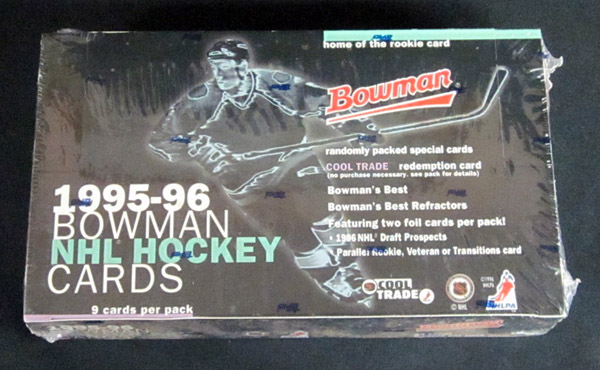 home of the rookie card
Bowman
randomly packed special cards
COOL TRADE redemption card
(no purchase necessary. see pack for details)
Bowman's Best
Bowman's Best Refractors
Featuring two foil cards per pack!
• 1996 NHL Draft Prospects
• Parallel Rookie, Veteran or Transitions card
1995-96
BOWMAN
NHL HOCKEY
CARDS
9 cards per pack
COOL
TRADE
© NHL
NHLPA